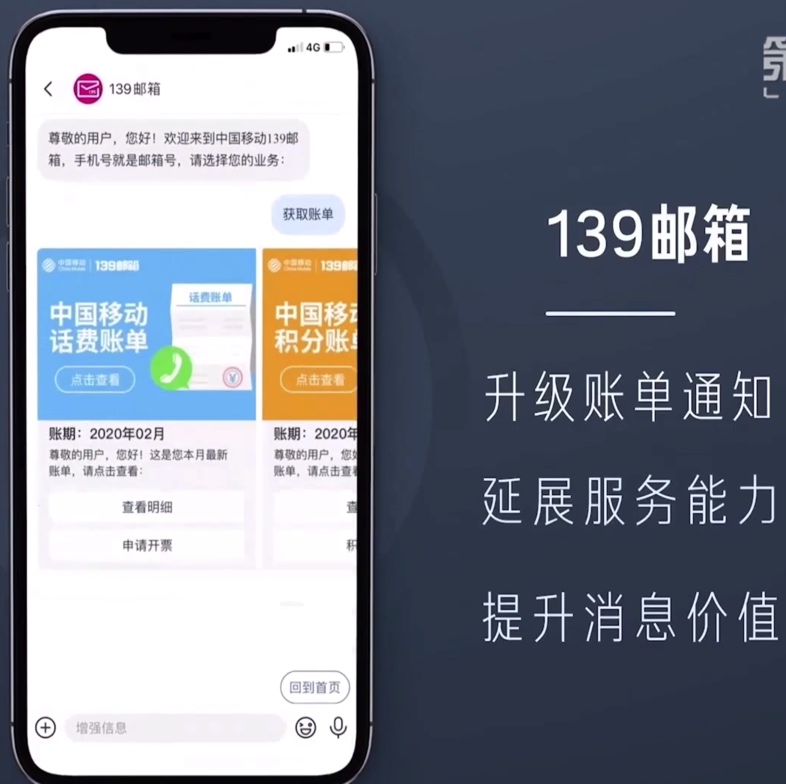 4G
139邮箱
尊敬的用户，您好！欢迎来到中国移动139邮
箱，手机号就是邮箱号，请选择您的业务：
获取账单
中国移动 China Mobile 139邮箱
话费账单
中国移动
话费账单
点击查看
账期：2020年02月
尊敬的用户，您好！这是您本月最新
账单，请点击查看：
查看明细
申请开票
中国移动 139邮
中国移
积分账
点击查看
账期：2020年
尊敬的用户，您
账单，请点击查
查
积
回到首页
增强信息
139邮箱
升级账单通知
延展服务能力
提升消息价值